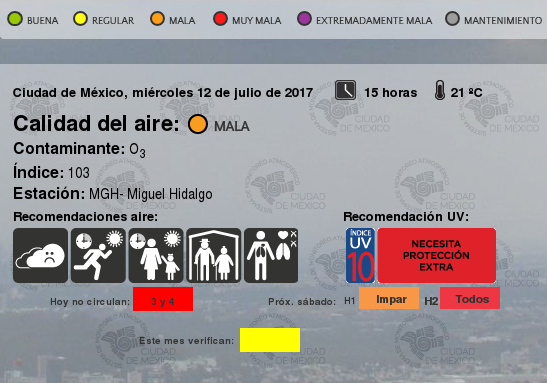 BUENA REGULAR MALA MUY MALA EXTREMADAMENTE MALA MANTENIMIENTO
Ciudad de México, miércoles 12 de julio de 2017 15 horas 21 ºC
Calidad del aire: MALA
Contaminante: O3
Índice: 103
Estación: MGH- Miguel Hidalgo
Recomendaciones aire: Recomendación UV:
ÍNDICE
UV
10
NECESITA
PROTECCIÓN
EXTRA
Hoy no circulan: 3 y 4 Próx. sábado: H1 Impar H2 Todos
Este mes verifican:
CIUDAD
DE MÉXICO